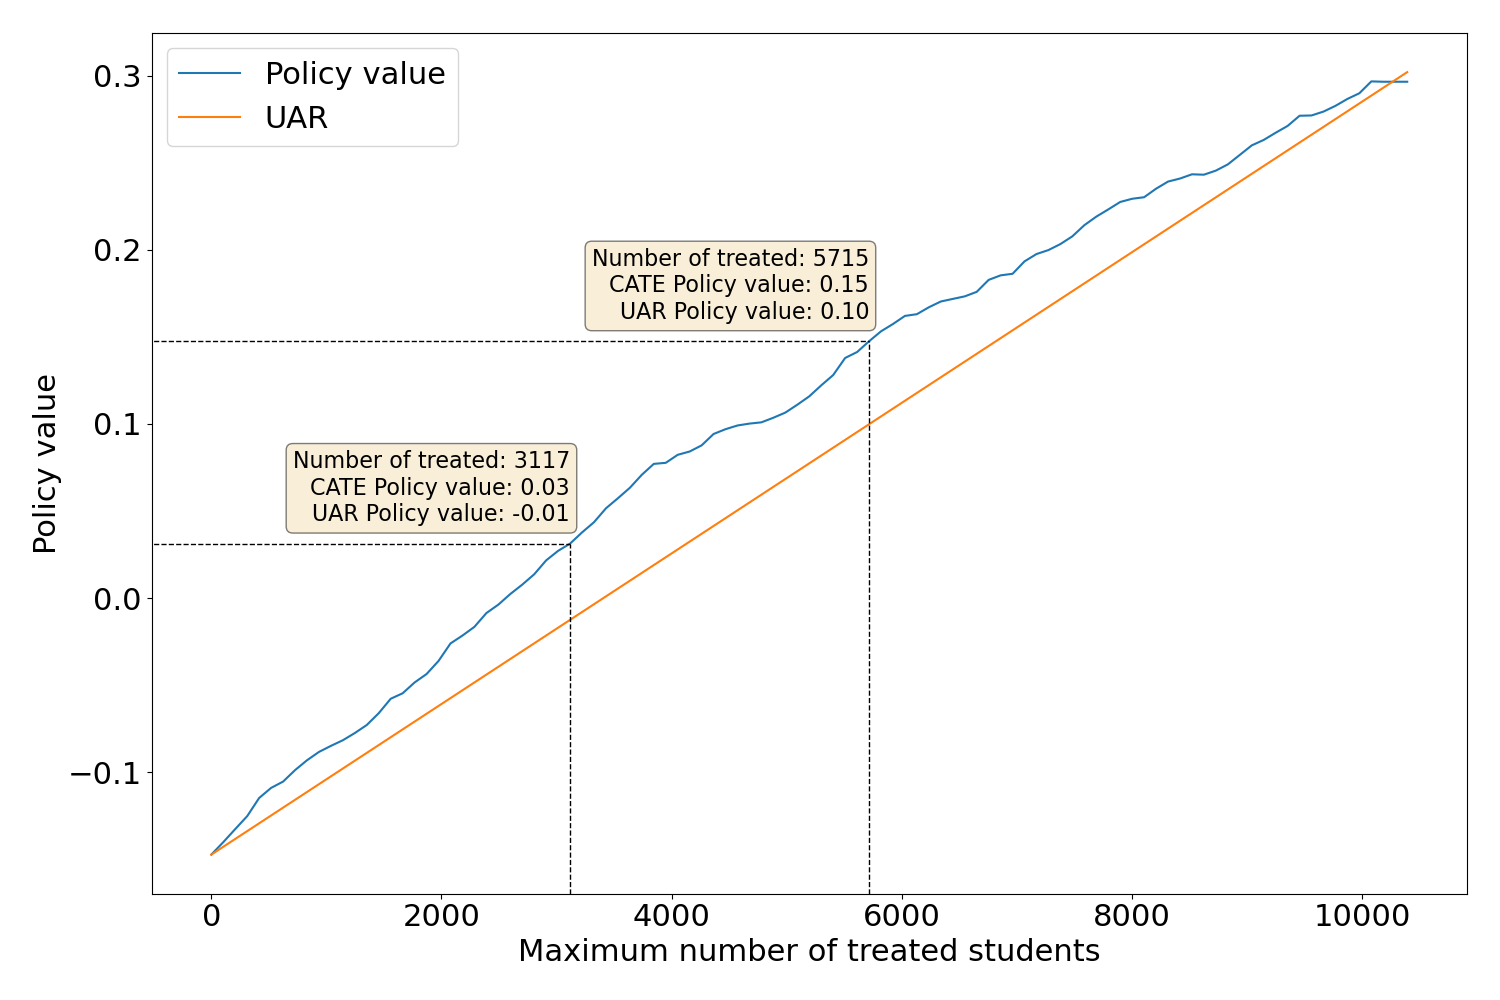 Policy value
UAR
Number of treated: 5715
CATE Policy value: 0.15
UAR Policy value: 0.10
Number of treated: 3117
CATE Policy value: 0.03
UAR Policy value: -0.01
0.3
0.2
0.1
0.0
−0.1
Policy value
0 2000 4000 6000 8000 10000
Maximum number of treated students